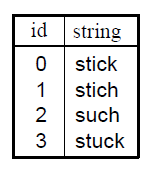 id string
0 stick
1 stich
2 such
3 stuck